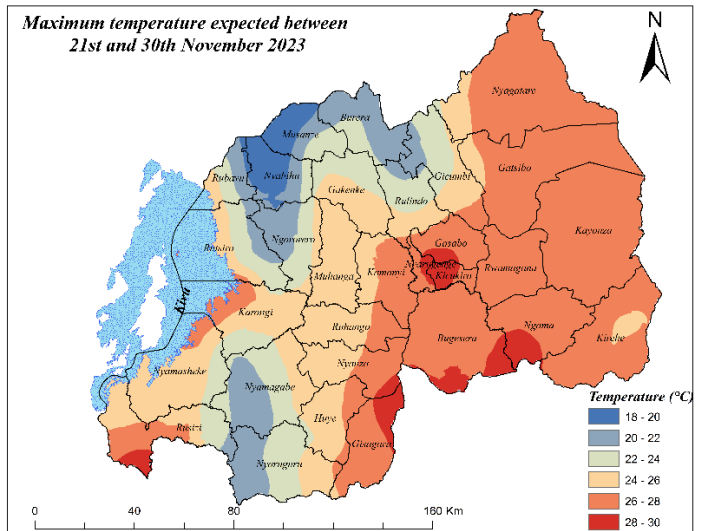 Maximum temperature expected between
21st and 30th November 2023
N
Nyagatare
Burera
Musanze
Rubavu
Nyabihu
Gicumbi
Gatsibo
Gakenke
Rulindo
Kayonza
Ngororero
Rutsiro
Gasabo
Muhanga
Kamonyi
Nyarugenge
Kicukiro
Rwamagana
Kivu
Karongi
Ruhango
Bugesera
Ngoma
Kirehe
Nyanza
Nyamasheke
Nyamagabe
Huye
Gisagara
Rusizi
Nyaruguru
Temperature (°C)
18 - 20
20 - 22
22 - 24
24 - 26
26 - 28
28 - 30
0 40 80 160 Km